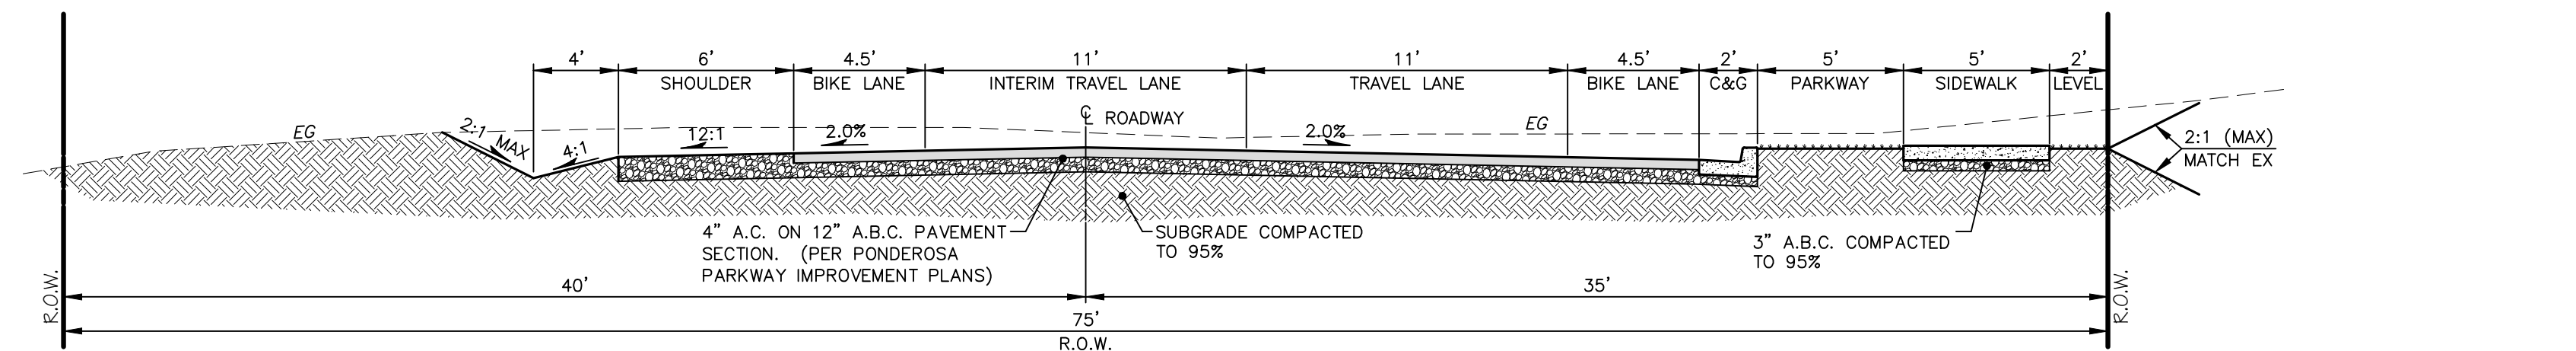 4' 6' 4.5' 11' 11' 4.5' 2' 5' 5' 2'
SHOULDER BIKE LANE INTERIM TRAVEL LANE TRAVEL LANE BIKE LANE C&G PARKWAY SIDEWALK LEVEL
℄ ROADWAY
EG 2:1 MAX 4:1 12:1 2.0% 2.0% EG
2:1 (MAX)
MATCH EX
4" A.C. ON 12" A.B.C. PAVEMENT
SECTION. (PER PONDEROSA
PARKWAY IMPROVEMENT PLANS)
SUBGRADE COMPACTED
TO 95%
3" A.B.C. COMPACTED
TO 95%
R.O.W.
40' 35'
R.O.W.
75'
R.O.W.